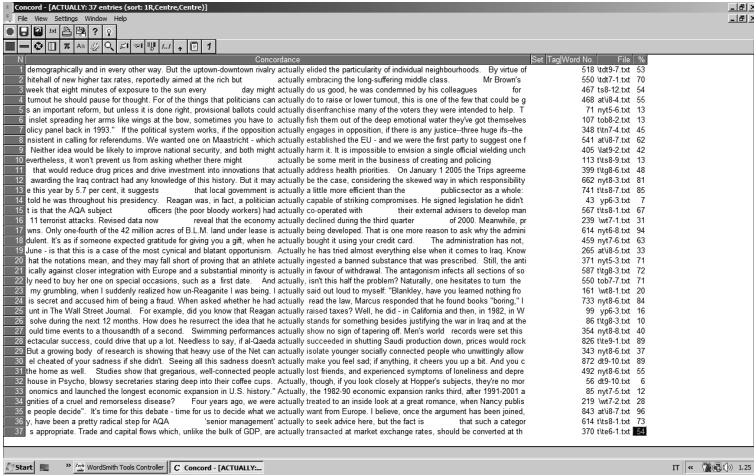 Concord - [ACTUALLY: 37 entries (sort: 1R,Centre,Centre)]
File View Settings Window Help
N Concordance Set Tag Word No. File %
1 demographically and in every other way. But the uptown-downtown rivalry actually elided the particularity of individual neighbourhoods. By virtue of 518 \tdt9-7.txt 53
2 hitehall of new higher tax rates, reportedly aimed at the rich but actually embracing the long-suffering middle class. Mr Brown's 550 \tdt7-1.txt 70
3 week that eight minutes of exposure to the sun every day might actually do us good, he was condemned by his colleagues for 467 ts8-12.txt 54
4 turnout he should pause for thought. For of the things that politicians can actually do to raise or lower turnout, this is one of the few that could be g 468 at\i8-4.txt 55
5 s an important reform, but unless it is done right, provisional ballots could actually disenfranchise many of the voters they were intended to help. T 71 nyt5-6.txt 13
6 inslet spreading her arms like wings at the bow, sometimes you have to actually fish them out of the deep emotional water they've got themselves 107 tob8-2.txt 13
7 olicy panel back in 1993." If the political system works, if the opposition actually engages in opposition, if there is any justice--three huge ifs--the 348 t\tn7-4.txt 45
8 nsistent in calling for referendums. We wanted one on Maastricht - which actually established the EU - and we were the first party to suggest one f 541 at\i8-7.txt 62
9 Neither idea would be likely to improve national security, and both might actually harm it. It is impossible to envision a single official wielding unch 405 \lat9-2.txt 42
10 evertheless, it won't prevent us from asking whether there might actually be some merit in the business of creating and policing 113 t\ts8-9.txt 13
11 that would reduce drug prices and drive investment into innovations that actually address health priorities. On January 1 2005 the Trips agreeme 399 t\tg8-6.txt 48
12 awarding the Iraq contract had any knowledge of this history. But it may actually be the case, considering the skewed way in which responsibility 662 nyt8-3.txt 81
13 e this year by 5.7 per cent, it suggests that local government is actually a little more efficient than the publicsector as a whole: 741 t\ts8-7.txt 85
14 told he was throughout his presidency. Reagan was, in fact, a politician actually capable of striking compromises. He signed legislation he didn't 43 yp6-3.txt 7
15 t is that the AQA subject officers (the poor bloody workers) had actually co-operated with their external advisers to develop man 567 t\ts8-1.txt 67
16 11 terrorist attacks. Revised data now reveal that the economy actually declined during the third quarter of 2000. Meanwhile, pr 239 \wt7-1.txt 31
17 wns. Only one-fourth of the 42 million acres of B.L.M. land under lease is actually being developed. That is one more reason to ask why the admini 614 nyt6-8.txt 94
18 dulent. It's as if someone expected gratitude for giving you a gift, when he actually bought it using your credit card. The administration has not, 459 nyt7-6.txt 63
19 dlune - is that this is a case of the most cynical and blatant opportunism. Actually he has tried almost everything else when it comes to Iraq, Know 265 at\i8-5.txt 33
20 hat the notations mean, and they may fall short of proving that an athlete actually ingested a banned substance that was prescribed. Still, the anti 371 nyt5-3.txt 71
21 ically against closer integration with Europe and a substantial minority is actually in favour of withdrawal. The antagonism infects all sections of so 587 t\tg8-3.txt 72
22 ly need to buy her one on special occasions, such as a first date. And actually, isn't this half the problem? Naturally, one hesitates to turn the 550 tob7-7.txt 71
23 my grumbling, when I suddenly realized how un-Reaganite I was being. I actually said out loud to myself: "Blankley, have you learned nothing fro 161 \wt8-1.txt 20
24 is secret and accused him of being a fraud. When asked whether he had actually read the law, Marcus responded that he found books "boring," I 733 nyt8-6.txt 84
25 unt in The Wall Street Journal. For example, did you know that Reagan actually raised taxes? Well, he did - in California and then, in 1982, in W 99 yp6-3.txt 16
26 solve during the next 12 months. How does he resurrect the idea that he actually stands for something besides justifying the war in Iraq and at the 86 t\tg8-3.txt 10
27 ould time events to a thousandth of a second. Swimming performances actually show no sign of tapering off. Men's world records were set this 354 nyt8-8.txt 40
28 ectacular success, could drive that up a lot. Needless to say, if al-Qaeda actually succeeded in shutting Saudi production down, prices would rock 826 t\te9-1.txt 89
29 But a growing body of research is showing that heavy use of the Net can actually isolate younger socially connected people who unwittingly allow 343 nyt8-6.txt 37
30 el cheated of your sadness if she didn't. Seeing all this sadness doesn't actually make you feel sad; if anything, it cheers you up a bit. And you c 872 dt9-10.txt 89
31 the home as well. Studies show that gregarious, well-connected people actually lost friends, and experienced symptoms of loneliness and depre 492 nyt8-6.txt 55
32 house in Psycho, blowsy secretaries staring deep into their coffee cups. Actually, though, if you look closely at Hopper's subjects, they're no mor 56 dt9-10.txt 6
33 onomics and launched the longest economic expansion in U.S. history." Actually, the 1982-90 economic expansion ranks third, after 1991-2001 a 85 nyt7-5.txt 12
34 gnities of a cruel and remorseless disease? Four years ago, we were actually treated to an inside look at a great romance, when Nancy publis 219 \wt7-2.txt 28
35 e people decide". It's time for this debate - time for us to decide what we actually want from Europe. I believe, once the argument has been joined, 843 at\i8-7.txt 96
36 y, have been a pretty radical step for AQA 'senior management' actually to seek advice here, but the fact is that such a categor 614 t\ts8-1.txt 73
37 s appropriate. Trade and capital flows which, unlike the bulk of GDP, are actually transacted at market exchange rates, should be converted at th 370 t\te6-1.txt 54
Start WordSmith Tools Controller Concord - [ACTUALLY:... IT 1.25